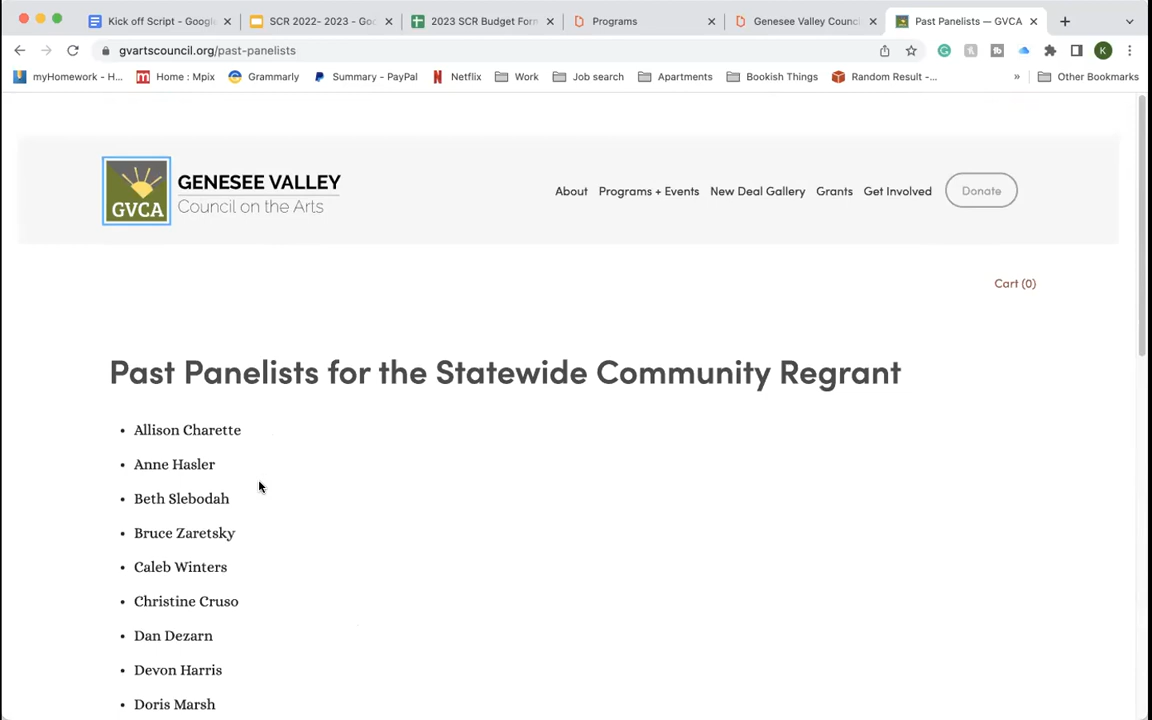 Kick off Script - Google
SCR 2022- 2023 - Goo
2023 SCR Budget Form
Programs
Genesee Valley Counci
Past Panelists — GVCA
gvartscouncil.org/past-panelists
K
myHomework - H...
Home : Mpix
Grammarly
Summary - PayPal
Netflix
Work
Job search
Apartments
Bookish Things
Random Result -...
»
Other Bookmarks
GVCA
GENESEE VALLEY
Council on the Arts
About
Programs + Events
New Deal Gallery
Grants
Get Involved
Donate
Cart (0)
Past Panelists for the Statewide Community Regrant
• Allison Charette
• Anne Hasler
• Beth Slebodah
• Bruce Zaretsky
• Caleb Winters
• Christine Cruso
• Dan Dezarn
• Devon Harris
• Doris Marsh